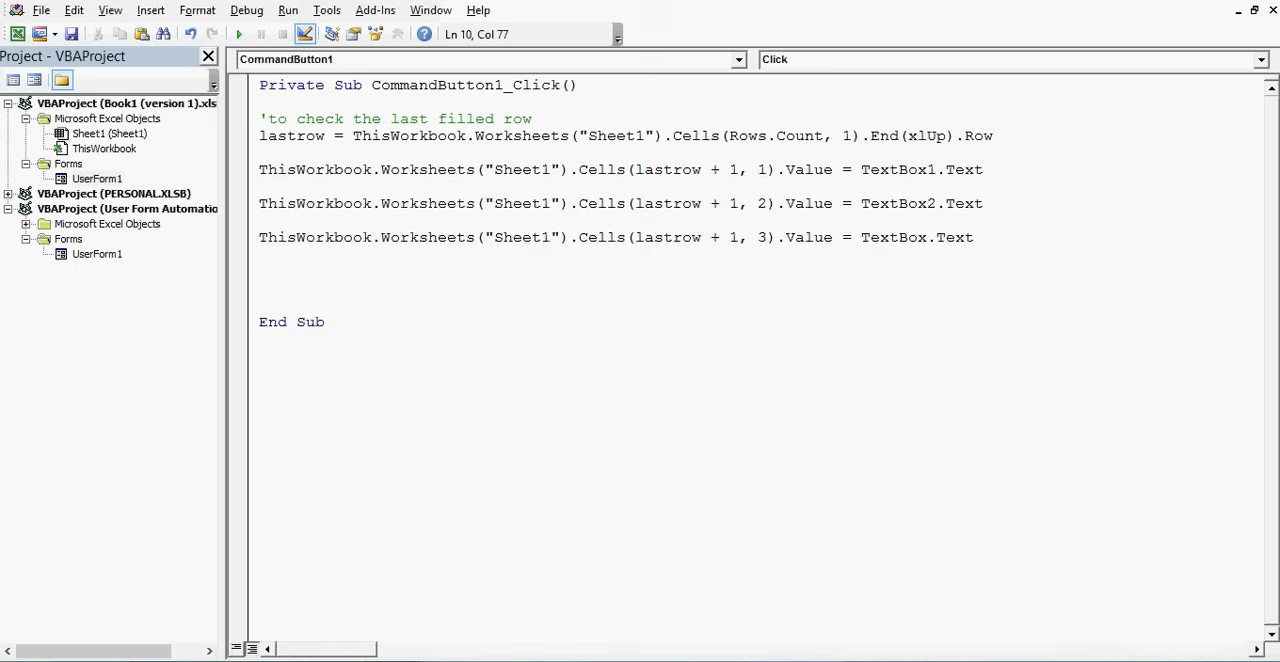 File Edit View Insert Format Debug Run Tools Add-Ins Window Help
Ln 10, Col 77
Project - VBAProject
CommandButton1 Click
VBAProject (Book1 (version 1).xls
Microsoft Excel Objects
Sheet1 (Sheet1)
ThisWorkbook
Forms
UserForm1
VBAProject (PERSONAL.XLSB)
VBAProject (User Form Automatio
Microsoft Excel Objects
Forms
UserForm1
Private Sub CommandButton1_Click()
'to check the last filled row
lastrow = ThisWorkbook.Worksheets("Sheet1").Cells(Rows.Count, 1).End(xlUp).Row
ThisWorkbook.Worksheets("Sheet1").Cells(lastrow + 1, 1).Value = TextBox1.Text
ThisWorkbook.Worksheets("Sheet1").Cells(lastrow + 1, 2).Value = TextBox2.Text
ThisWorkbook.Worksheets("Sheet1").Cells(lastrow + 1, 3).Value = TextBox.Text
End Sub